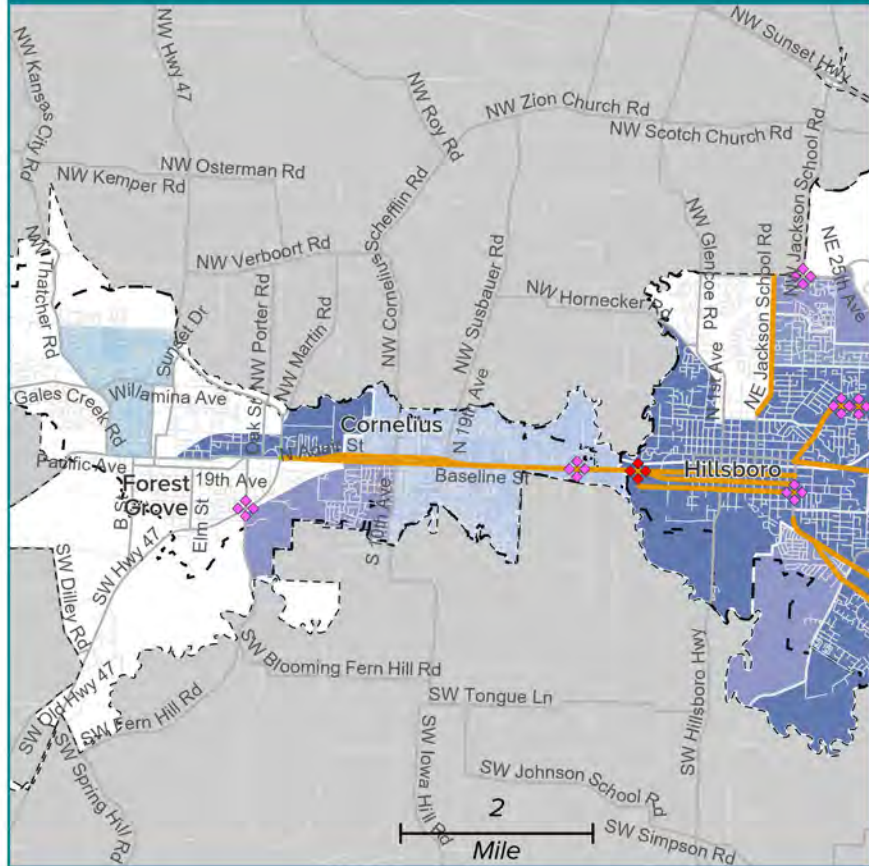 NW Sunset Hwy
NW Kansas City Rd
NW Hwy 47
NW Roy Rd
NW Zion Church Rd
NW Scotch Church Rd
NW Jackson School Rd
NW Osterman Rd
NW Kemper Rd
NW Cornelius Schefflin Rd
NW Verboort Rd
NW Thatcher Rd
NW Glencoe Rd
NE 25th Ave
NW Porter Rd
NW Martin Rd
NW Susbauer Rd
NW Hornecker Rd
NE Jackson School Rd
Sunset Dr
N 1st Ave
Gales Creek Rd
Willamina Ave
Oak St
Cornelius
N 19th Ave
N Adair St
Pacific Ave
19th Ave
Baseline St
Hillsboro
Forest
Grove
B St
Elm St
S 10th Ave
SW Hwy 47
SW Dilley Rd
SW Blooming Fern Hill Rd
SW Old Hwy 47
SW Fern Hill Rd
SW Tongue Ln
SW Hillsboro Hwy
SW Spring Hill Rd
SW Iowa Hill Rd
SW Johnson School Rd
SW Simpson Rd
2
Mile